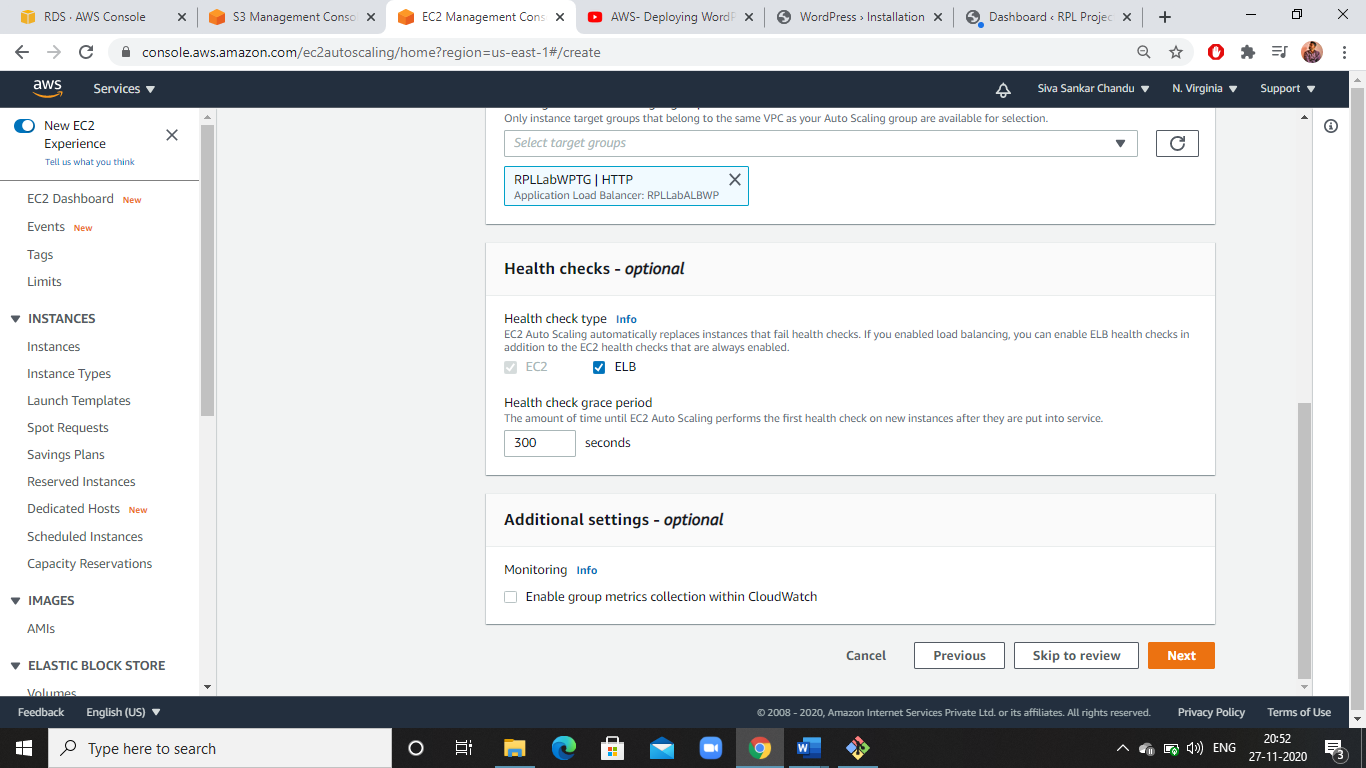 RDS · AWS Console
S3 Management Conso
EC2 Management Cons
AWS- Deploying WordP
WordPress › Installation
Dashboard ‹ RPL Projec
console.aws.amazon.com/ec2autoscaling/home?region=us-east-1#/create
aws
Services
Siva Sankar Chandu
N. Virginia
Support
New EC2
Experience
Tell us what you think
EC2 Dashboard New
Events New
Tags
Limits
INSTANCES
Instances
Instance Types
Launch Templates
Spot Requests
Savings Plans
Reserved Instances
Dedicated Hosts New
Scheduled Instances
Capacity Reservations
IMAGES
AMIs
ELASTIC BLOCK STORE
Volumes
Only instance target groups that belong to the same VPC as your Auto Scaling group are available for selection.
Select target groups
RPLLabWPTG | HTTP
Application Load Balancer: RPLLabALBWP
Health checks - optional
Health check type Info
EC2 Auto Scaling automatically replaces instances that fail health checks. If you enabled load balancing, you can enable ELB health checks in
addition to the EC2 health checks that are always enabled.
EC2 ELB
Health check grace period
The amount of time until EC2 Auto Scaling performs the first health check on new instances after they are put into service.
300 seconds
Additional settings - optional
Monitoring Info
Enable group metrics collection within CloudWatch
Cancel
Previous
Skip to review
Next
Feedback
English (US)
© 2008 - 2020, Amazon Internet Services Private Ltd. or its affiliates. All rights reserved.
Privacy Policy
Terms of Use
Type here to search
ENG
20:52
27-11-2020
3